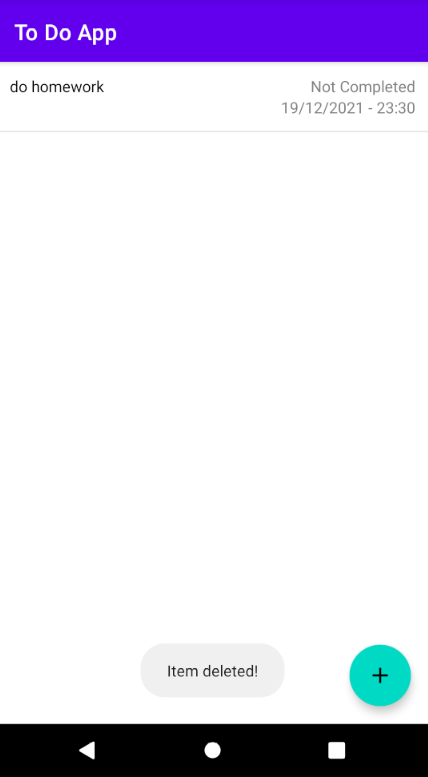 To Do App
do homework
Not Completed
19/12/2021 - 23:30
Item deleted!